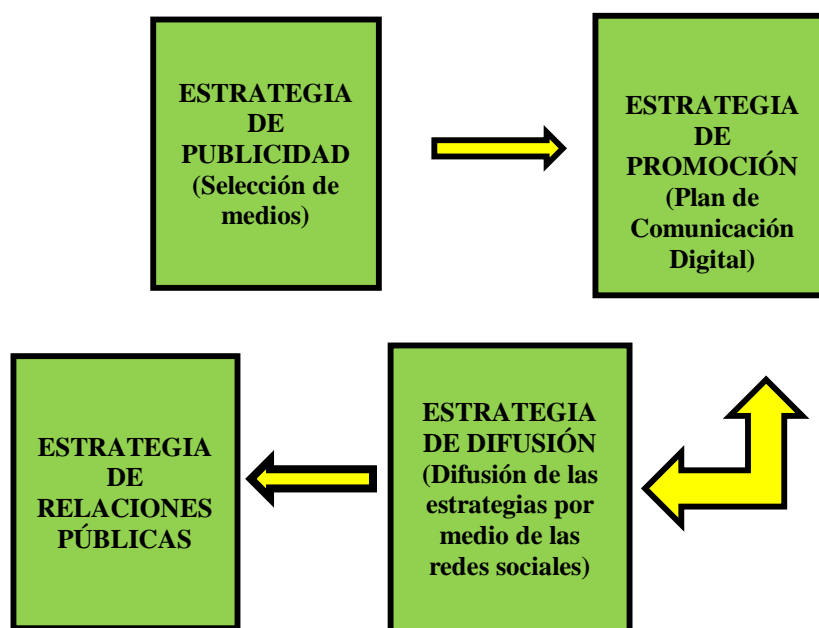 ESTRATEGIA
DE
PUBLICIDAD
(Selección de
medios)
ESTRATEGIA
DE
PROMOCIÓN
(Plan de
Comunicación
Digital)
ESTRATEGIA
DE
RELACIONES
PÚBLICAS
ESTRATEGIA
DE DIFUSIÓN
(Difusión de las
estrategias por
medio de las
redes sociales)